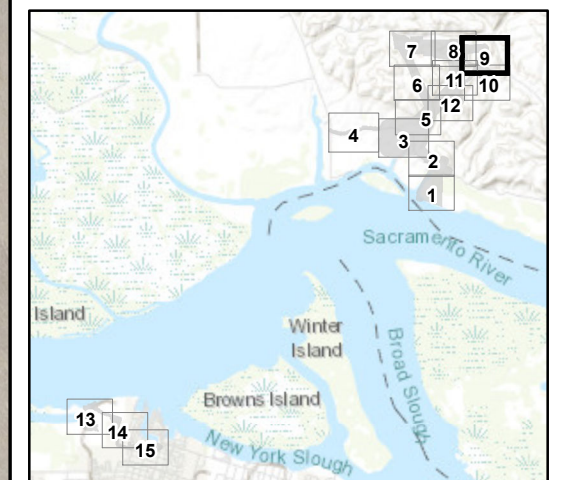 7
8
9
6
11
10
12
5
4
3
2
1
Sacramento River
Island
Winter
Island
Broad Slough
Browns Island
13
14
15
New York Slough